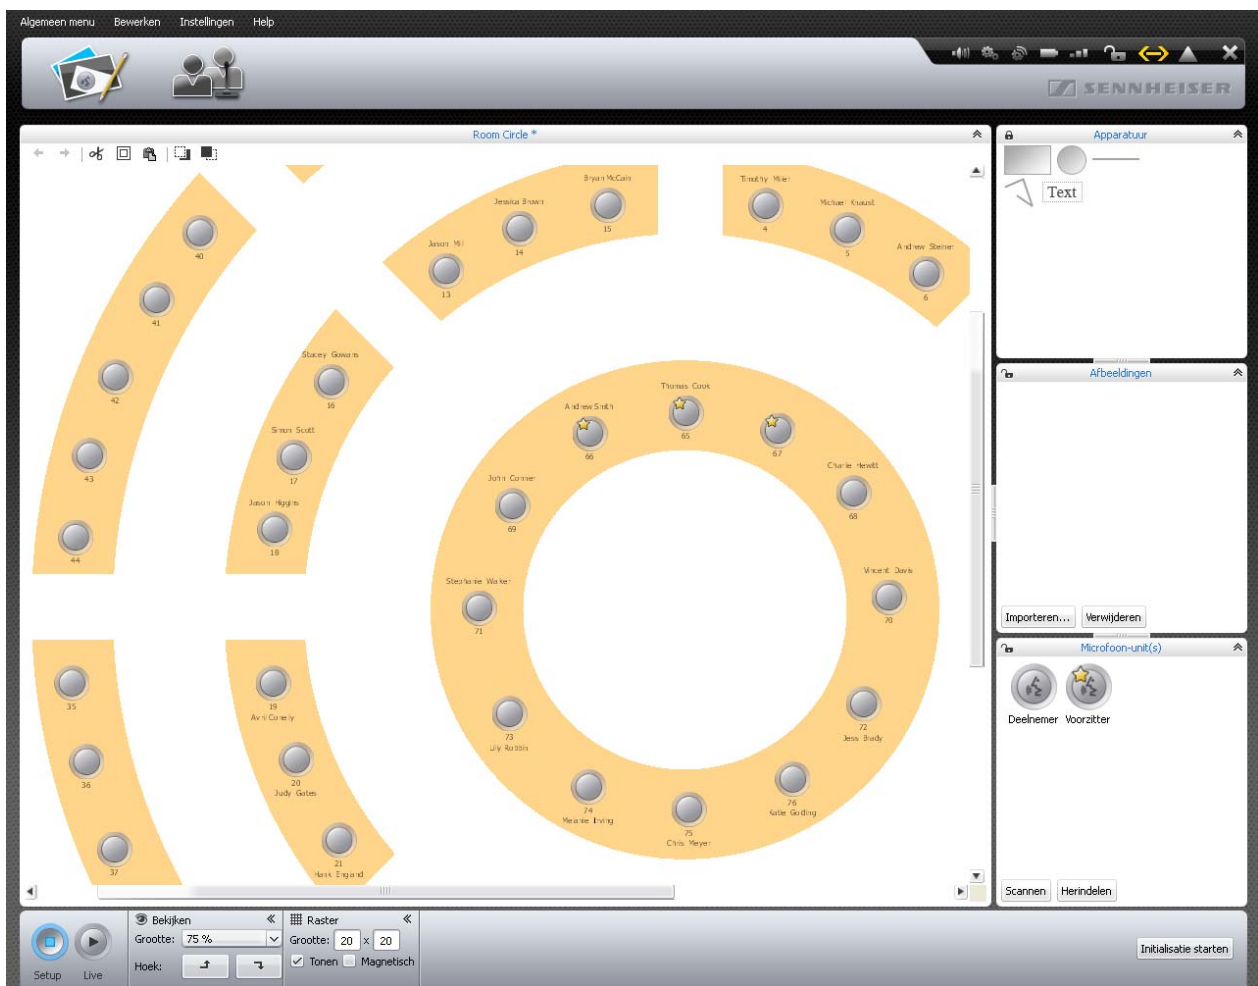 Algemeen menu Bewerken Instellingen Help
SENNHEISER
Room Circle *
Apparatuur
Text
Bryan McCain
15
Jessica Brown
14
Jason Mill
13
Timothy Miler
4
Michael Knaust
5
Andrew Steiner
6
40
41
42
43
44
Stacey Gowans
16
Simon Scott
17
Jason Higgins
18
Thomas Cook
65
Andrew Smith
66
67
Charlie Hewitt
68
John Conner
69
Vincent Davis
70
Stephanie Walker
71
72
Jess Brady
73
Lily Rubbin
74
Melanie Irving
75
Chris Meyer
76
Katie Golding
35
36
37
19
20
Judy Gates
21
Hank England
Afbeeldingen
Importeren... Verwijderen
Microfoon-unit(s)
Deelnemer Voorzitter
Scannen Herindelen
Setup Live
Bekijken
Grootte: 75 %
Hoek:
Raster
Grootte: 20 x 20
Tonen Magnetisch
Initialisatie starten